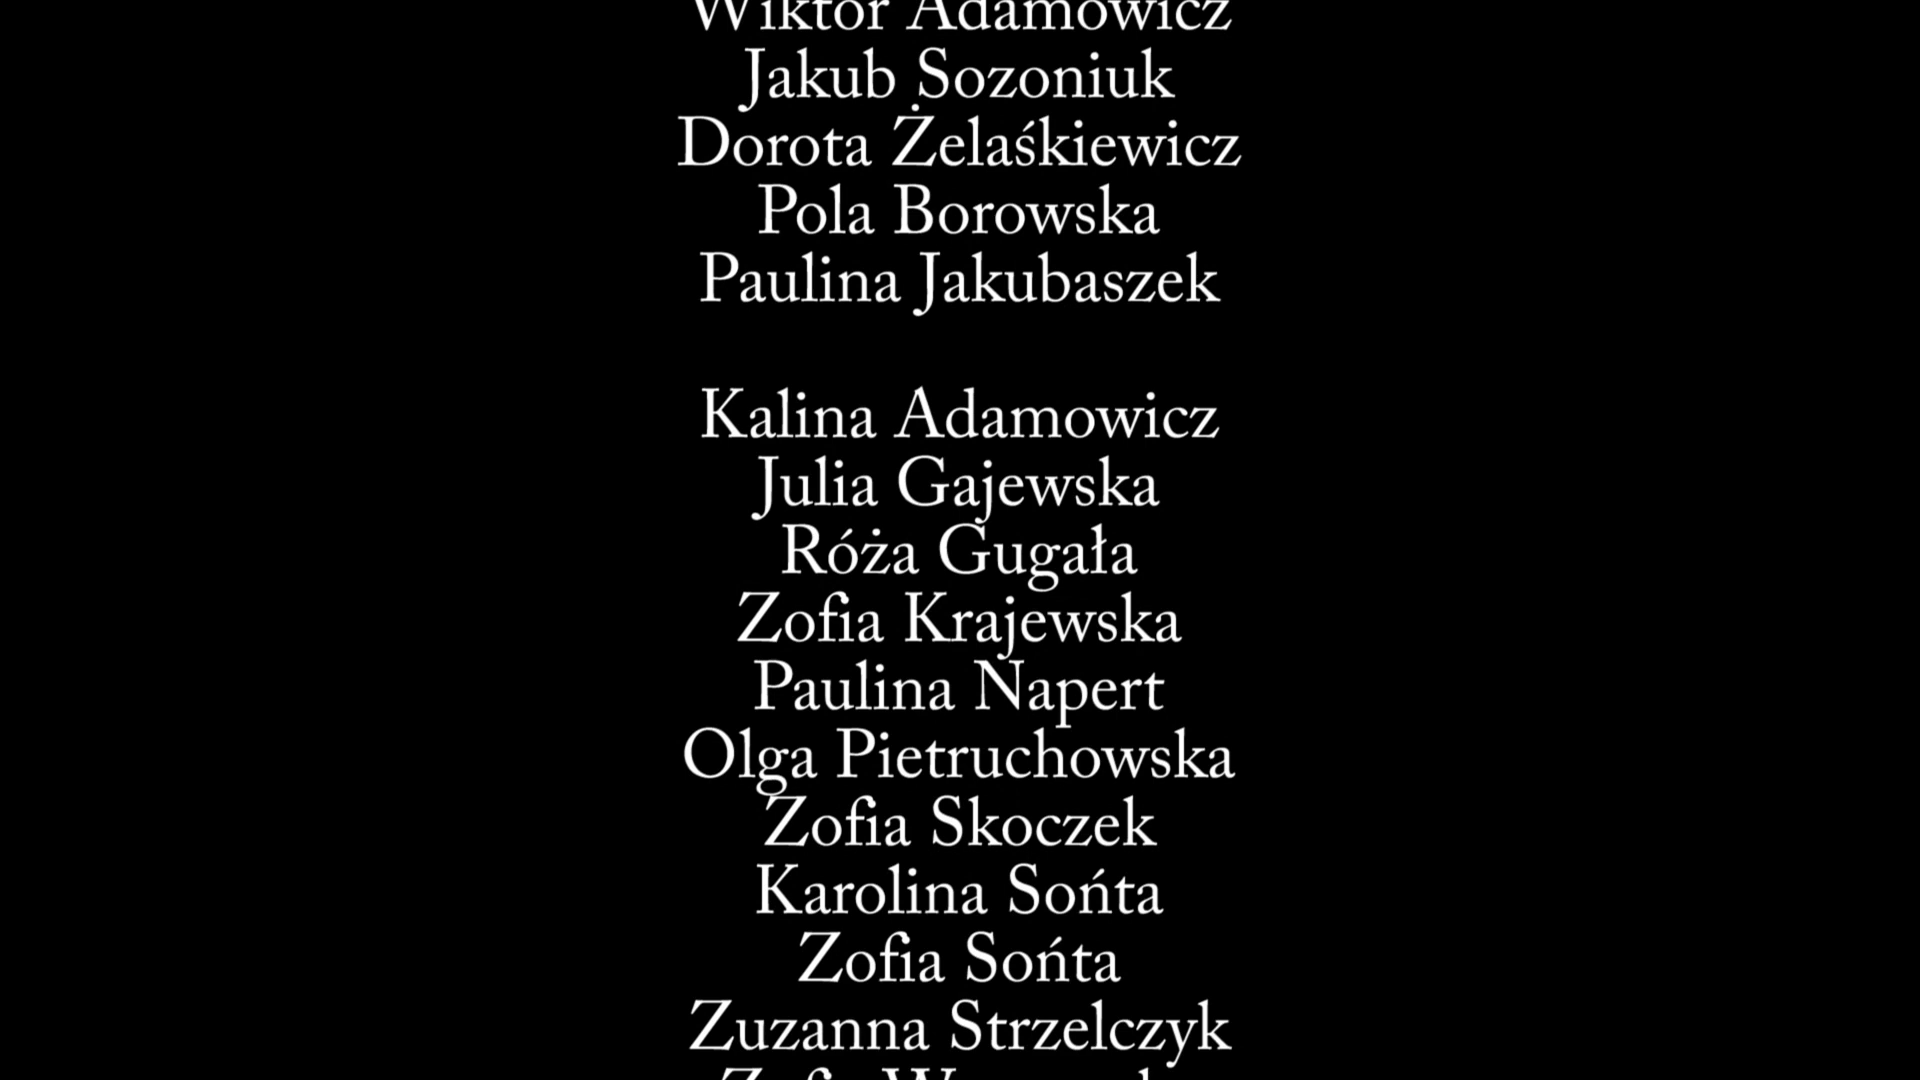 Wiktor Adamowicz
Jakub Sozoniuk
Dorota Żelaśkiewicz
Pola Borowska
Paulina Jakubaszek
Kalina Adamowicz
Julia Gajewska
Róża Gugała
Zofia Krajewska
Paulina Napert
Olga Pietruchowska
Zofia Skoczek
Karolina Sońta
Zofia Sońta
Zuzanna Strzelczyk
Zofia